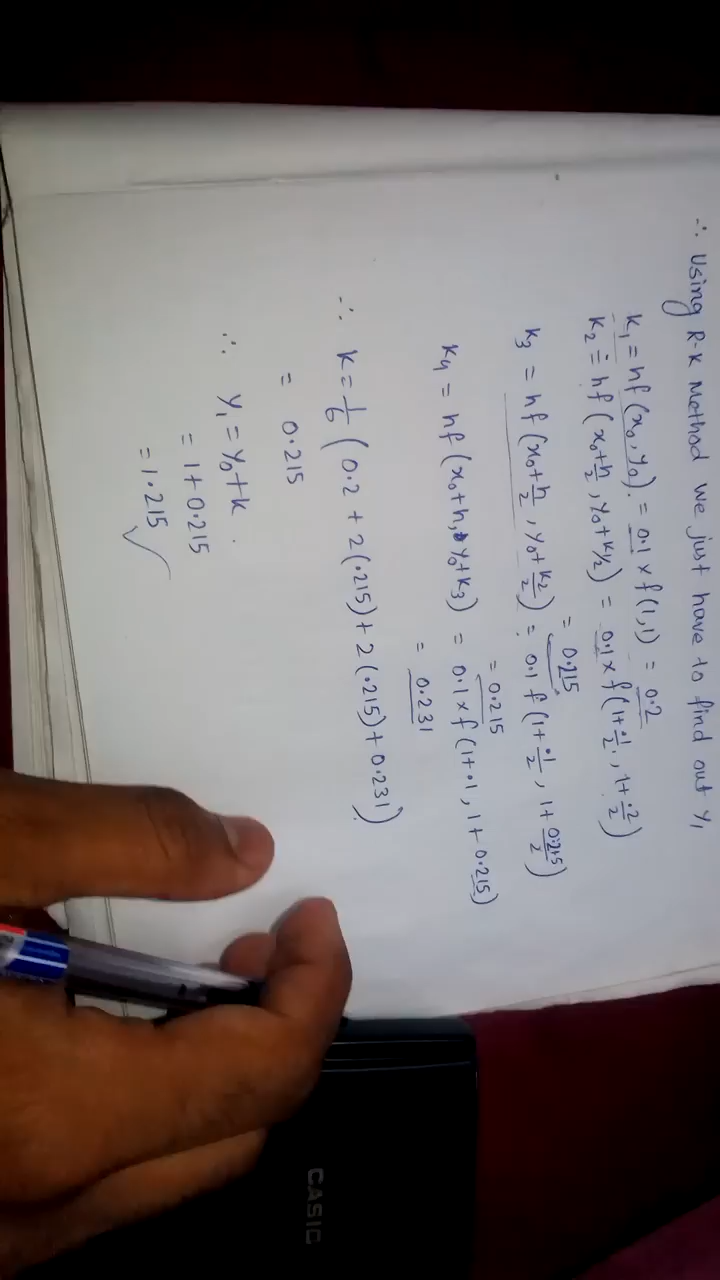 ∴ Using R-K Method we just have to find out y₁
k₁ = hf(x₀, y₀) = 0.1 × f(1,1) = 0.2
k₂ = hf(x₀+h/2, y₀+k1/2) = 0.1 × f(1+.1/2, 1+.2/2)
= 0.215
k₃ = hf(x₀+h/2, y₀+k₂/2) = 0.1 f(1+.1/2, 1+0.215/2)
= 0.215
k₄ = hf(x₀+h, y₀+k₃) = 0.1 × f(1+.1, 1+0.215)
= 0.231
∴ k = 1/6 (0.2 + 2(.215) + 2(.215) + 0.231)
= 0.215
∴ y₁ = y₀+k.
= 1+0.215
= 1.215 ✓
CASIO